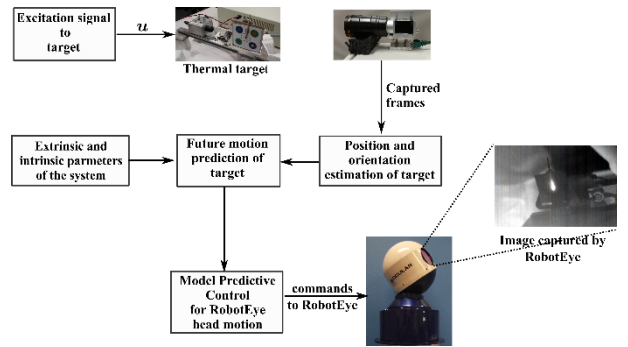 Excitation signal
to
target
u
Thermal target
Captured
frames
Extrinsic and
intrinsic parmeters
of the system
Future motion
prediction of
target
Position and
orientation
estimation of target
Image captured by
RobotEye
Model Predictive
Control
for RobotEye
head motion
commands
to RobotEye
OCULAR